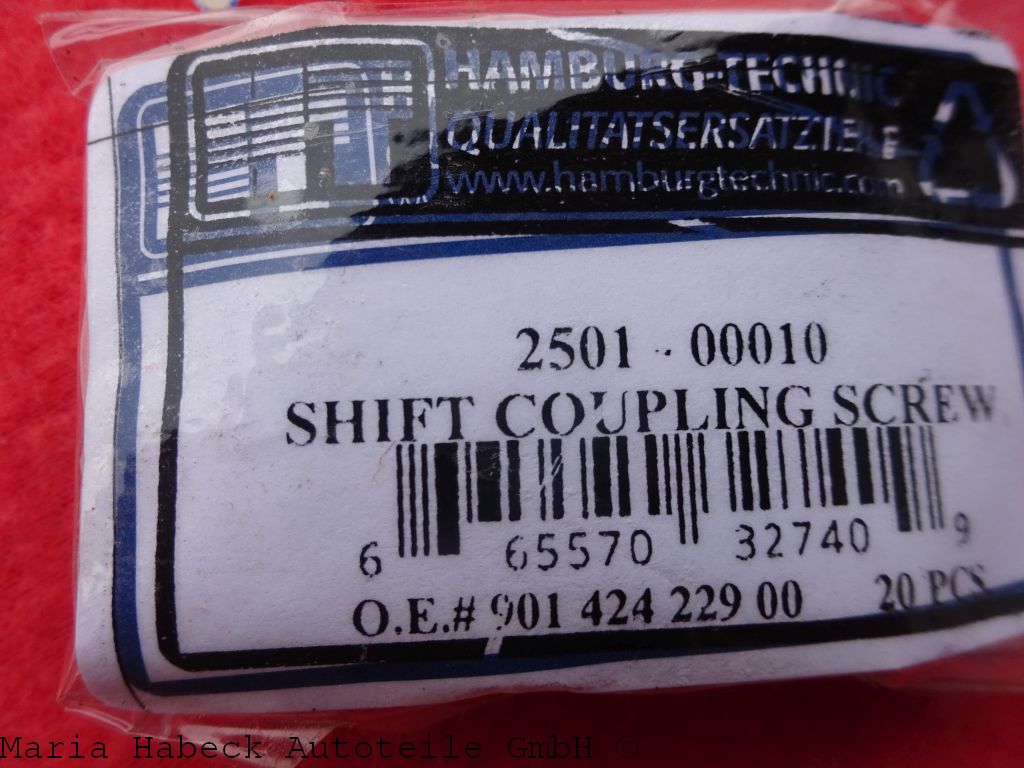 HAMBURG-TECHNIC
QUALITÄTSERSATZTEILE
www.hamburgtechnic.com
2501 - 00010
SHIFT COUPLING SCREW
6 65570 32740 9
O.E.# 901 424 229 00 20 PCS
Maria Habeck Autoteile GmbH ©